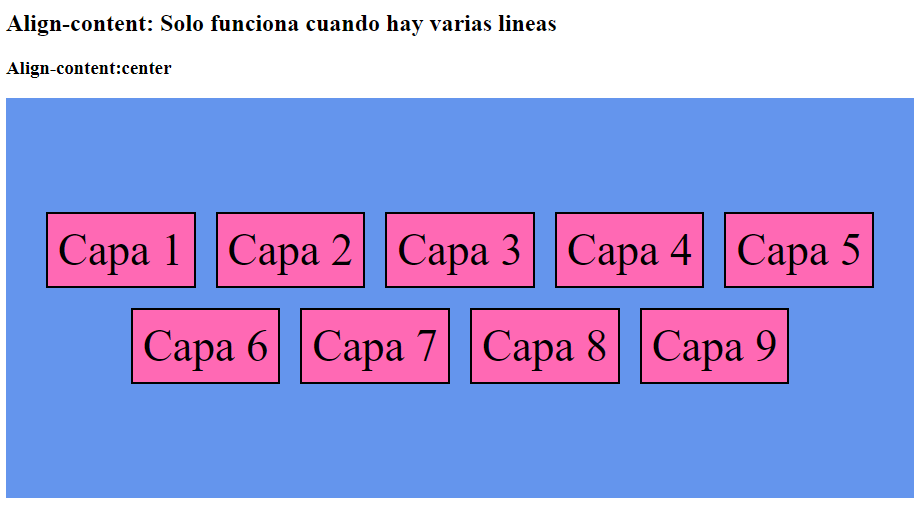 Align-content: Solo funciona cuando hay varias lineas
Align-content:center
Capa 1 Capa 2 Capa 3 Capa 4 Capa 5
Capa 6 Capa 7 Capa 8 Capa 9